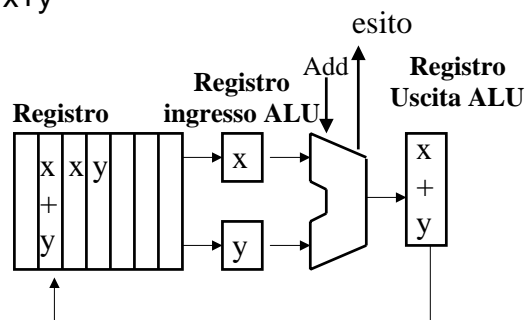 x+y
esito
Add
Registro
Uscita ALU
Registro
ingresso ALU
Registro
x
+
y
x
y
x
y
x
+
y